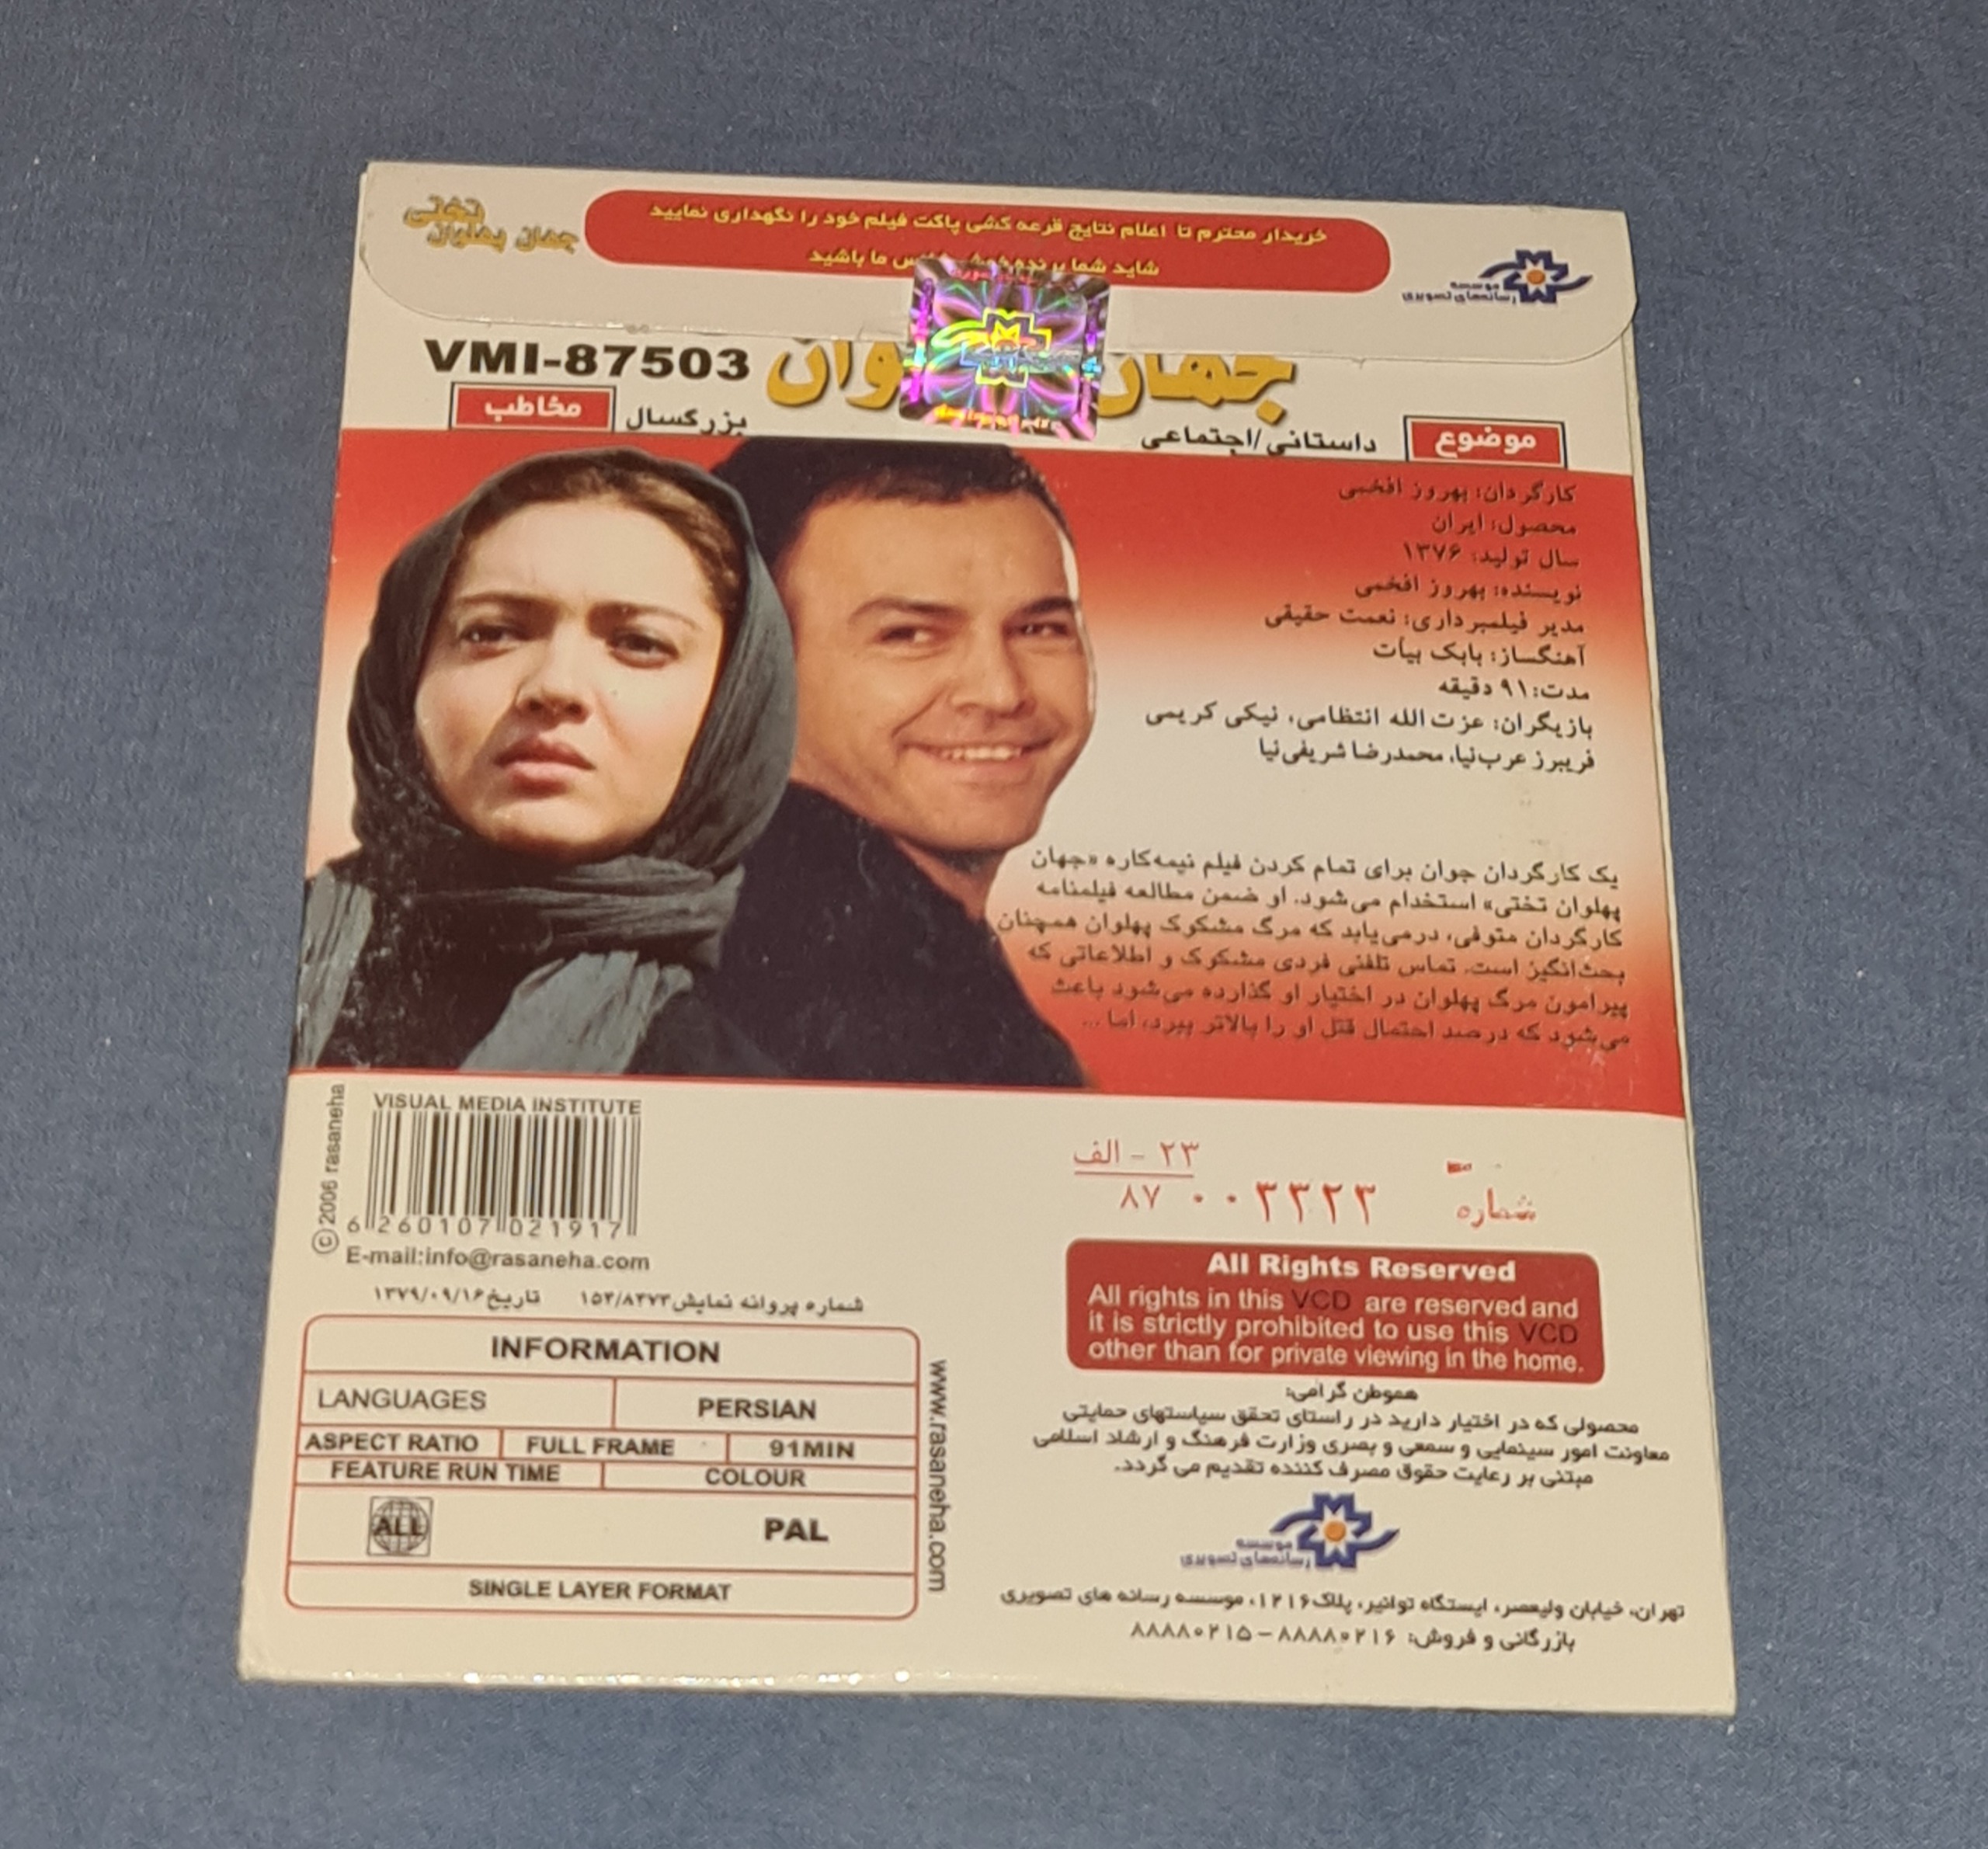 تختی
جهان پهلوان
خریدار محترم تا اعلام نتایج قرعه کشی پاکت فیلم خود را نگهداری نمایید
شاید شما برنده خوش شانس ما باشید
موسسه
رسانه‌های تصویری
VMI-87503
جهان
وان
مخاطب
بزرگسال
داستانی/اجتماعی
موضوع
کارگردان: بهروز افخمی
محصول: ایران
سال تولید: ۱۳۷۶
نویسنده: بهروز افخمی
مدیر فیلمبرداری: نعمت حقیقی
آهنگساز: بابک بیات
مدت: ۹۱ دقیقه
بازیگران: عزت الله انتظامی، نیکی کریمی
فریبرز عرب‌نیا، محمدرضا شریفی‌نیا
یک کارگردان جوان برای تمام کردن فیلم نیمه‌کاره «جهان
پهلوان تختی» استخدام می‌شود. او ضمن مطالعه فیلمنامه
کارگردان متوفی، درمی‌یابد که مرگ مشکوک پهلوان همچنان
بحث‌انگیز است. تماس تلفنی فردی مشکوک و اطلاعاتی که
پیرامون مرگ پهلوان در اختیار او گذارده می‌شود باعث
می‌شود که درصد احتمال قتل او را بالاتر ببرد، اما ...
© 2006 rasaneha
VISUAL MEDIA INSTITUTE
6 260107 021917
E-mail:info@rasaneha.com
شماره پروانه نمایش ۱۵۴/۸۴۷۳ تاریخ ۱۳۷۹/۰۹/۱۶
INFORMATION
LANGUAGES PERSIAN
ASPECT RATIO FULL FRAME 91MIN
FEATURE RUN TIME COLOUR
ALL PAL
SINGLE LAYER FORMAT
www.rasaneha.com
۲۳ - الف
۸۷
شماره ۰۰۳۳۲۳
All Rights Reserved
All rights in this VCD are reserved and
it is strictly prohibited to use this VCD
other than for private viewing in the home.
هموطن گرامی:
محصولی که در اختیار دارید در راستای تحقق سیاستهای حمایتی
معاونت امور سینمایی و سمعی و بصری وزارت فرهنگ و ارشاد اسلامی
مبتنی بر رعایت حقوق مصرف کننده تقدیم می گردد.
موسسه
رسانه‌های تصویری
تهران، خیابان ولیعصر، ایستگاه توانیر، پلاک ۱۲۱۶، موسسه رسانه های تصویری
بازرگانی و فروش: ۸۸۸۸۰۲۱۶ - ۸۸۸۸۰۲۱۵